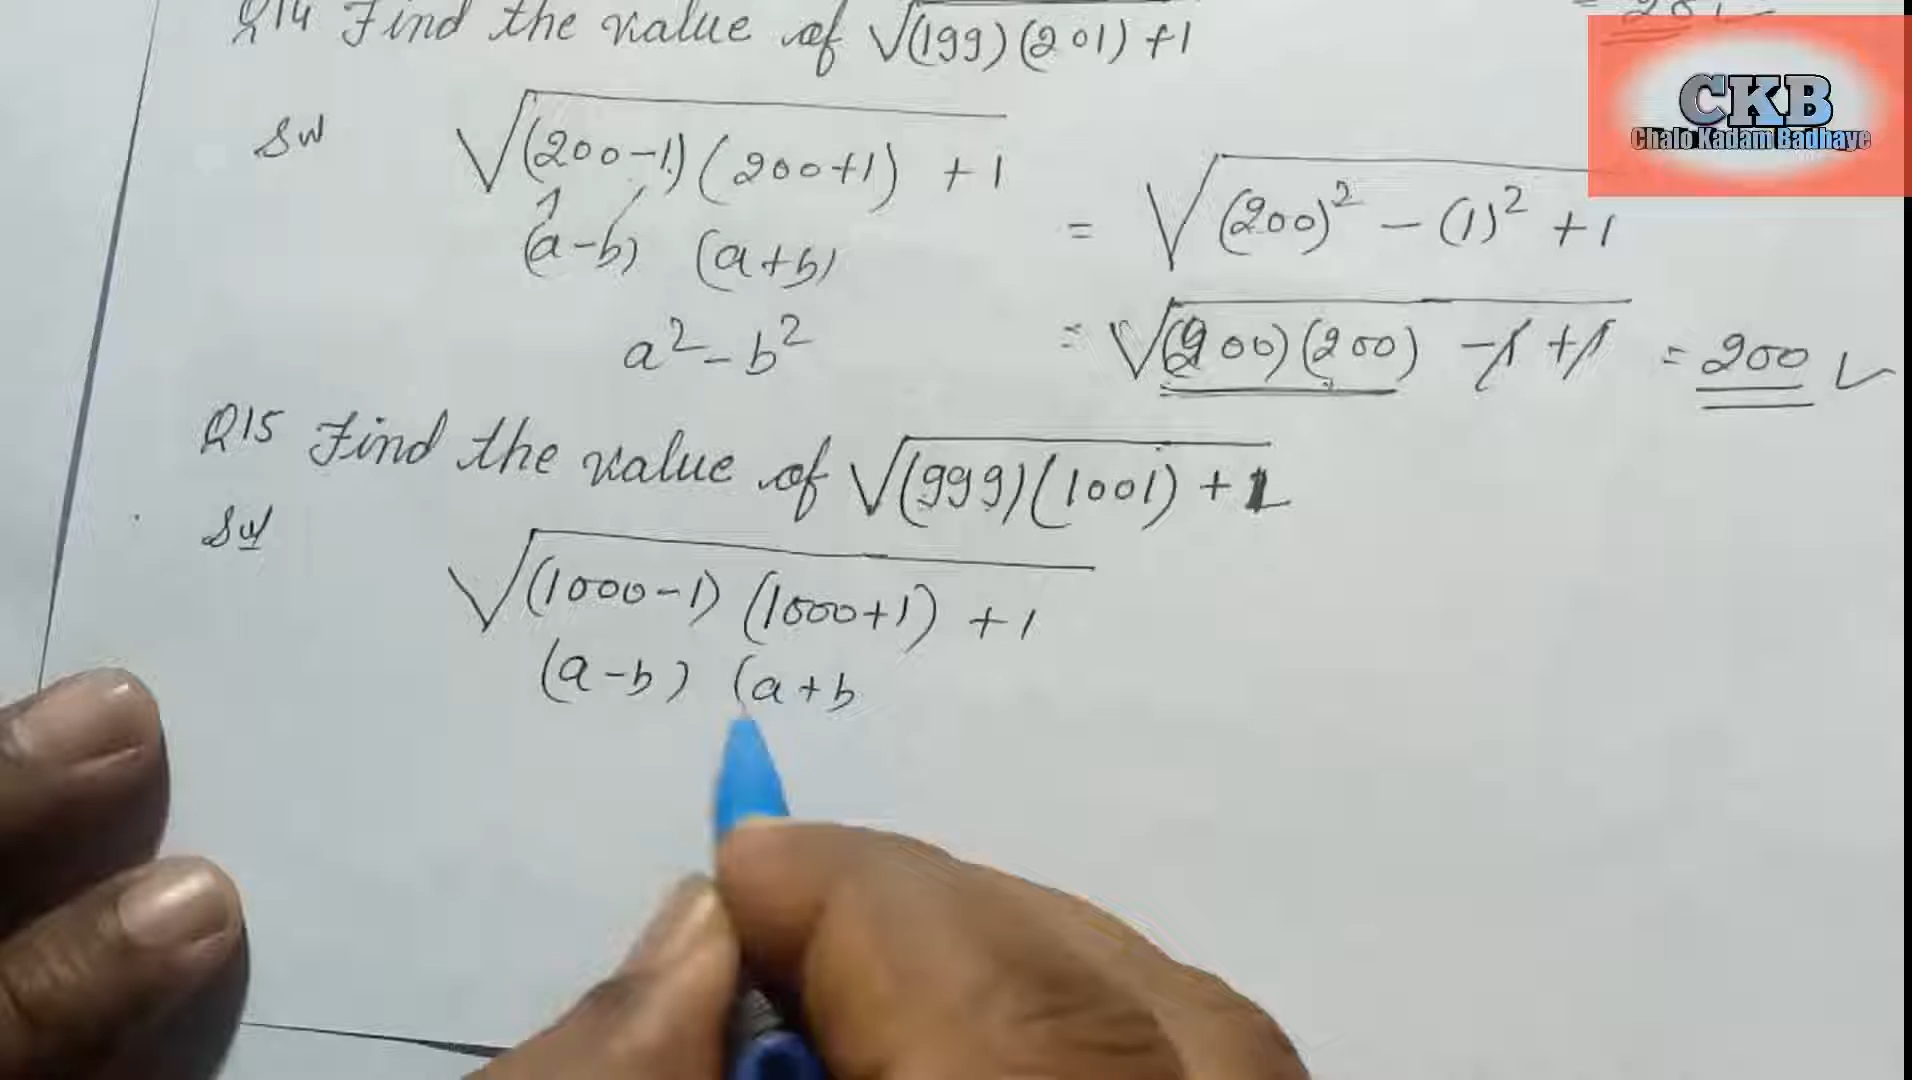 Q14 Find the value of √(199)(201) + 1
CKB
Chalo Kadam Badhaye
√(200-1)(200+1) + 1
= √(200)² - (1)² + 1
(a-b) (a+b)
a² - b²
= √(200)(200) - 1 + 1 = 200
Q15 Find the value of √(999)(1001) + 1
√(1000-1)(1000+1) + 1
(a-b) (a+b